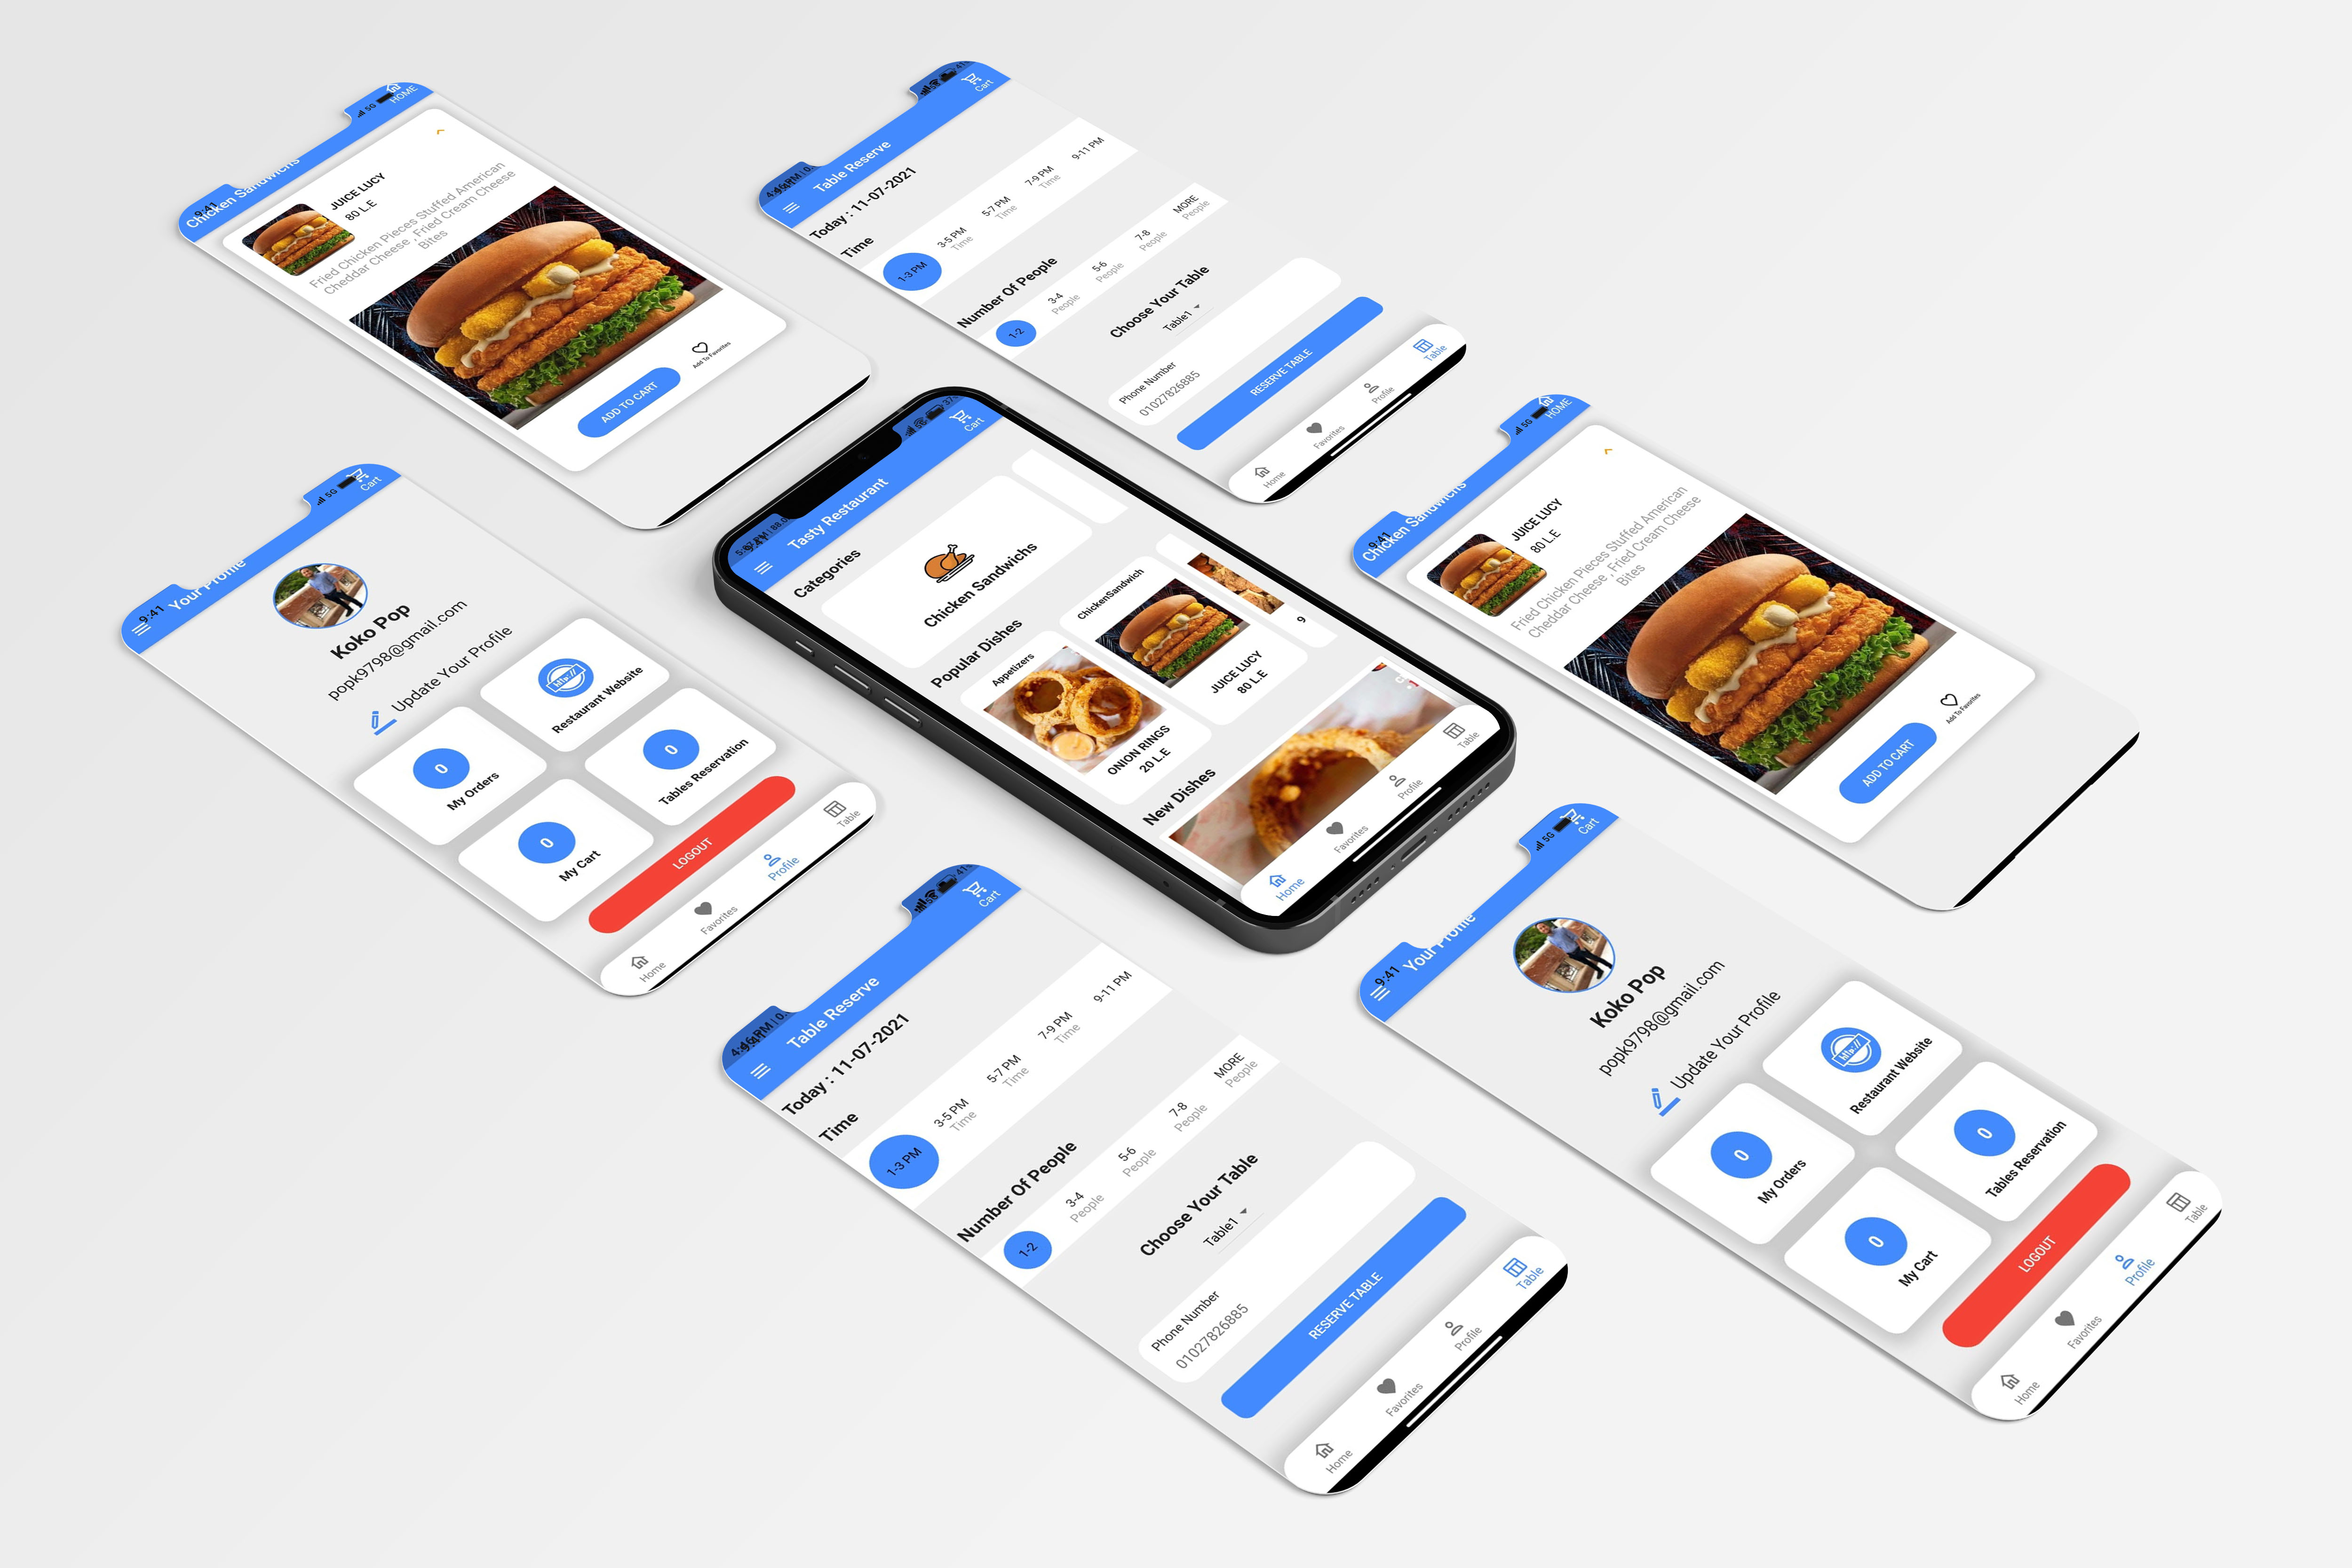 9:41
5G
HOME
Chicken Sandwichs
JUICE LUCY
80 L.E
Fried Chicken Pieces Stuffed American
Cheddar Cheese , Fried Cream Cheese
Bites
Add To Favorites
ADD TO CART
Cart
Table Reserve
Today : 11-07-2021
Time
1-3 PM
3-5 PM
Time
5-7 PM
Time
7-9 PM
Time
9-11 PM
Number Of People
1-2
3-4
People
5-6
People
7-8
People
MORE
People
Choose Your Table
Table1
Phone Number
01027826885
RESERVE TABLE
Home
Favorites
Profile
Table
9:41
5G
Cart
Your Profile
Koko Pop
popk9798@gmail.com
Update Your Profile
0
My Orders
http://
Restaurant Website
0
My Cart
0
Tables Reservation
LOGOUT
Home
Favorites
Profile
Table
Cart
Tasty Restaurant
Categories
Chicken Sandwichs
Popular Dishes
Appetizers
ONION RINGS
20 L.E
ChickenSandwich
JUICE LUCY
80 L.E
9
New Dishes
Home
Favorites
Profile
Table
9:41
5G
HOME
Chicken Sandwichs
JUICE LUCY
80 L.E
Fried Chicken Pieces Stuffed American
Cheddar Cheese , Fried Cream Cheese
Bites
Add To Favorites
ADD TO CART
Cart
Table Reserve
Today : 11-07-2021
Time
1-3 PM
3-5 PM
Time
5-7 PM
Time
7-9 PM
Time
9-11 PM
Number Of People
1-2
3-4
People
5-6
People
7-8
People
MORE
People
Choose Your Table
Table1
Phone Number
01027826885
RESERVE TABLE
Home
Favorites
Profile
Table
9:41
5G
Cart
Your Profile
Koko Pop
popk9798@gmail.com
Update Your Profile
0
My Orders
http://
Restaurant Website
0
My Cart
0
Tables Reservation
LOGOUT
Home
Favorites
Profile
Table